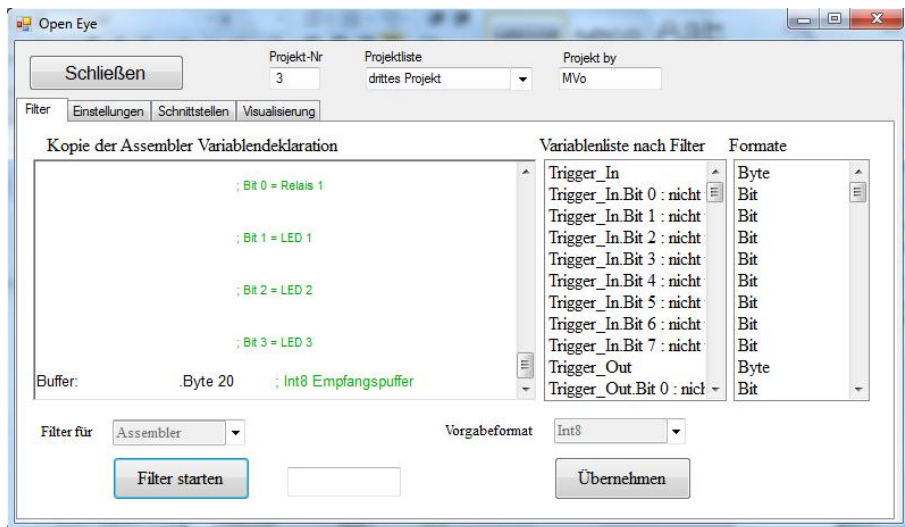 Open Eye
Projekt-Nr
Projektliste
Projekt by
Schließen
3
drittes Projekt
MVo
Filter
Einstellungen
Schnittstellen
Visualisierung
Kopie der Assembler Variablendeklaration
; Bit 0 = Relais 1
; Bit 1 = LED 1
; Bit 2 = LED 2
; Bit 3 = LED 3
Buffer: .Byte 20 ; Int8 Empfangspuffer
Variablenliste nach Filter
Trigger_In
Trigger_In.Bit 0 : nicht
Trigger_In.Bit 1 : nicht
Trigger_In.Bit 2 : nicht
Trigger_In.Bit 3 : nicht
Trigger_In.Bit 4 : nicht
Trigger_In.Bit 5 : nicht
Trigger_In.Bit 6 : nicht
Trigger_In.Bit 7 : nicht
Trigger_Out
Trigger_Out.Bit 0 :
Formate
Byte
Bit
Bit
Bit
Bit
Bit
Bit
Bit
Bit
Byte
Bit
Filter für
Assembler
Vorgabeformat
Int8
Filter starten
Übernehmen